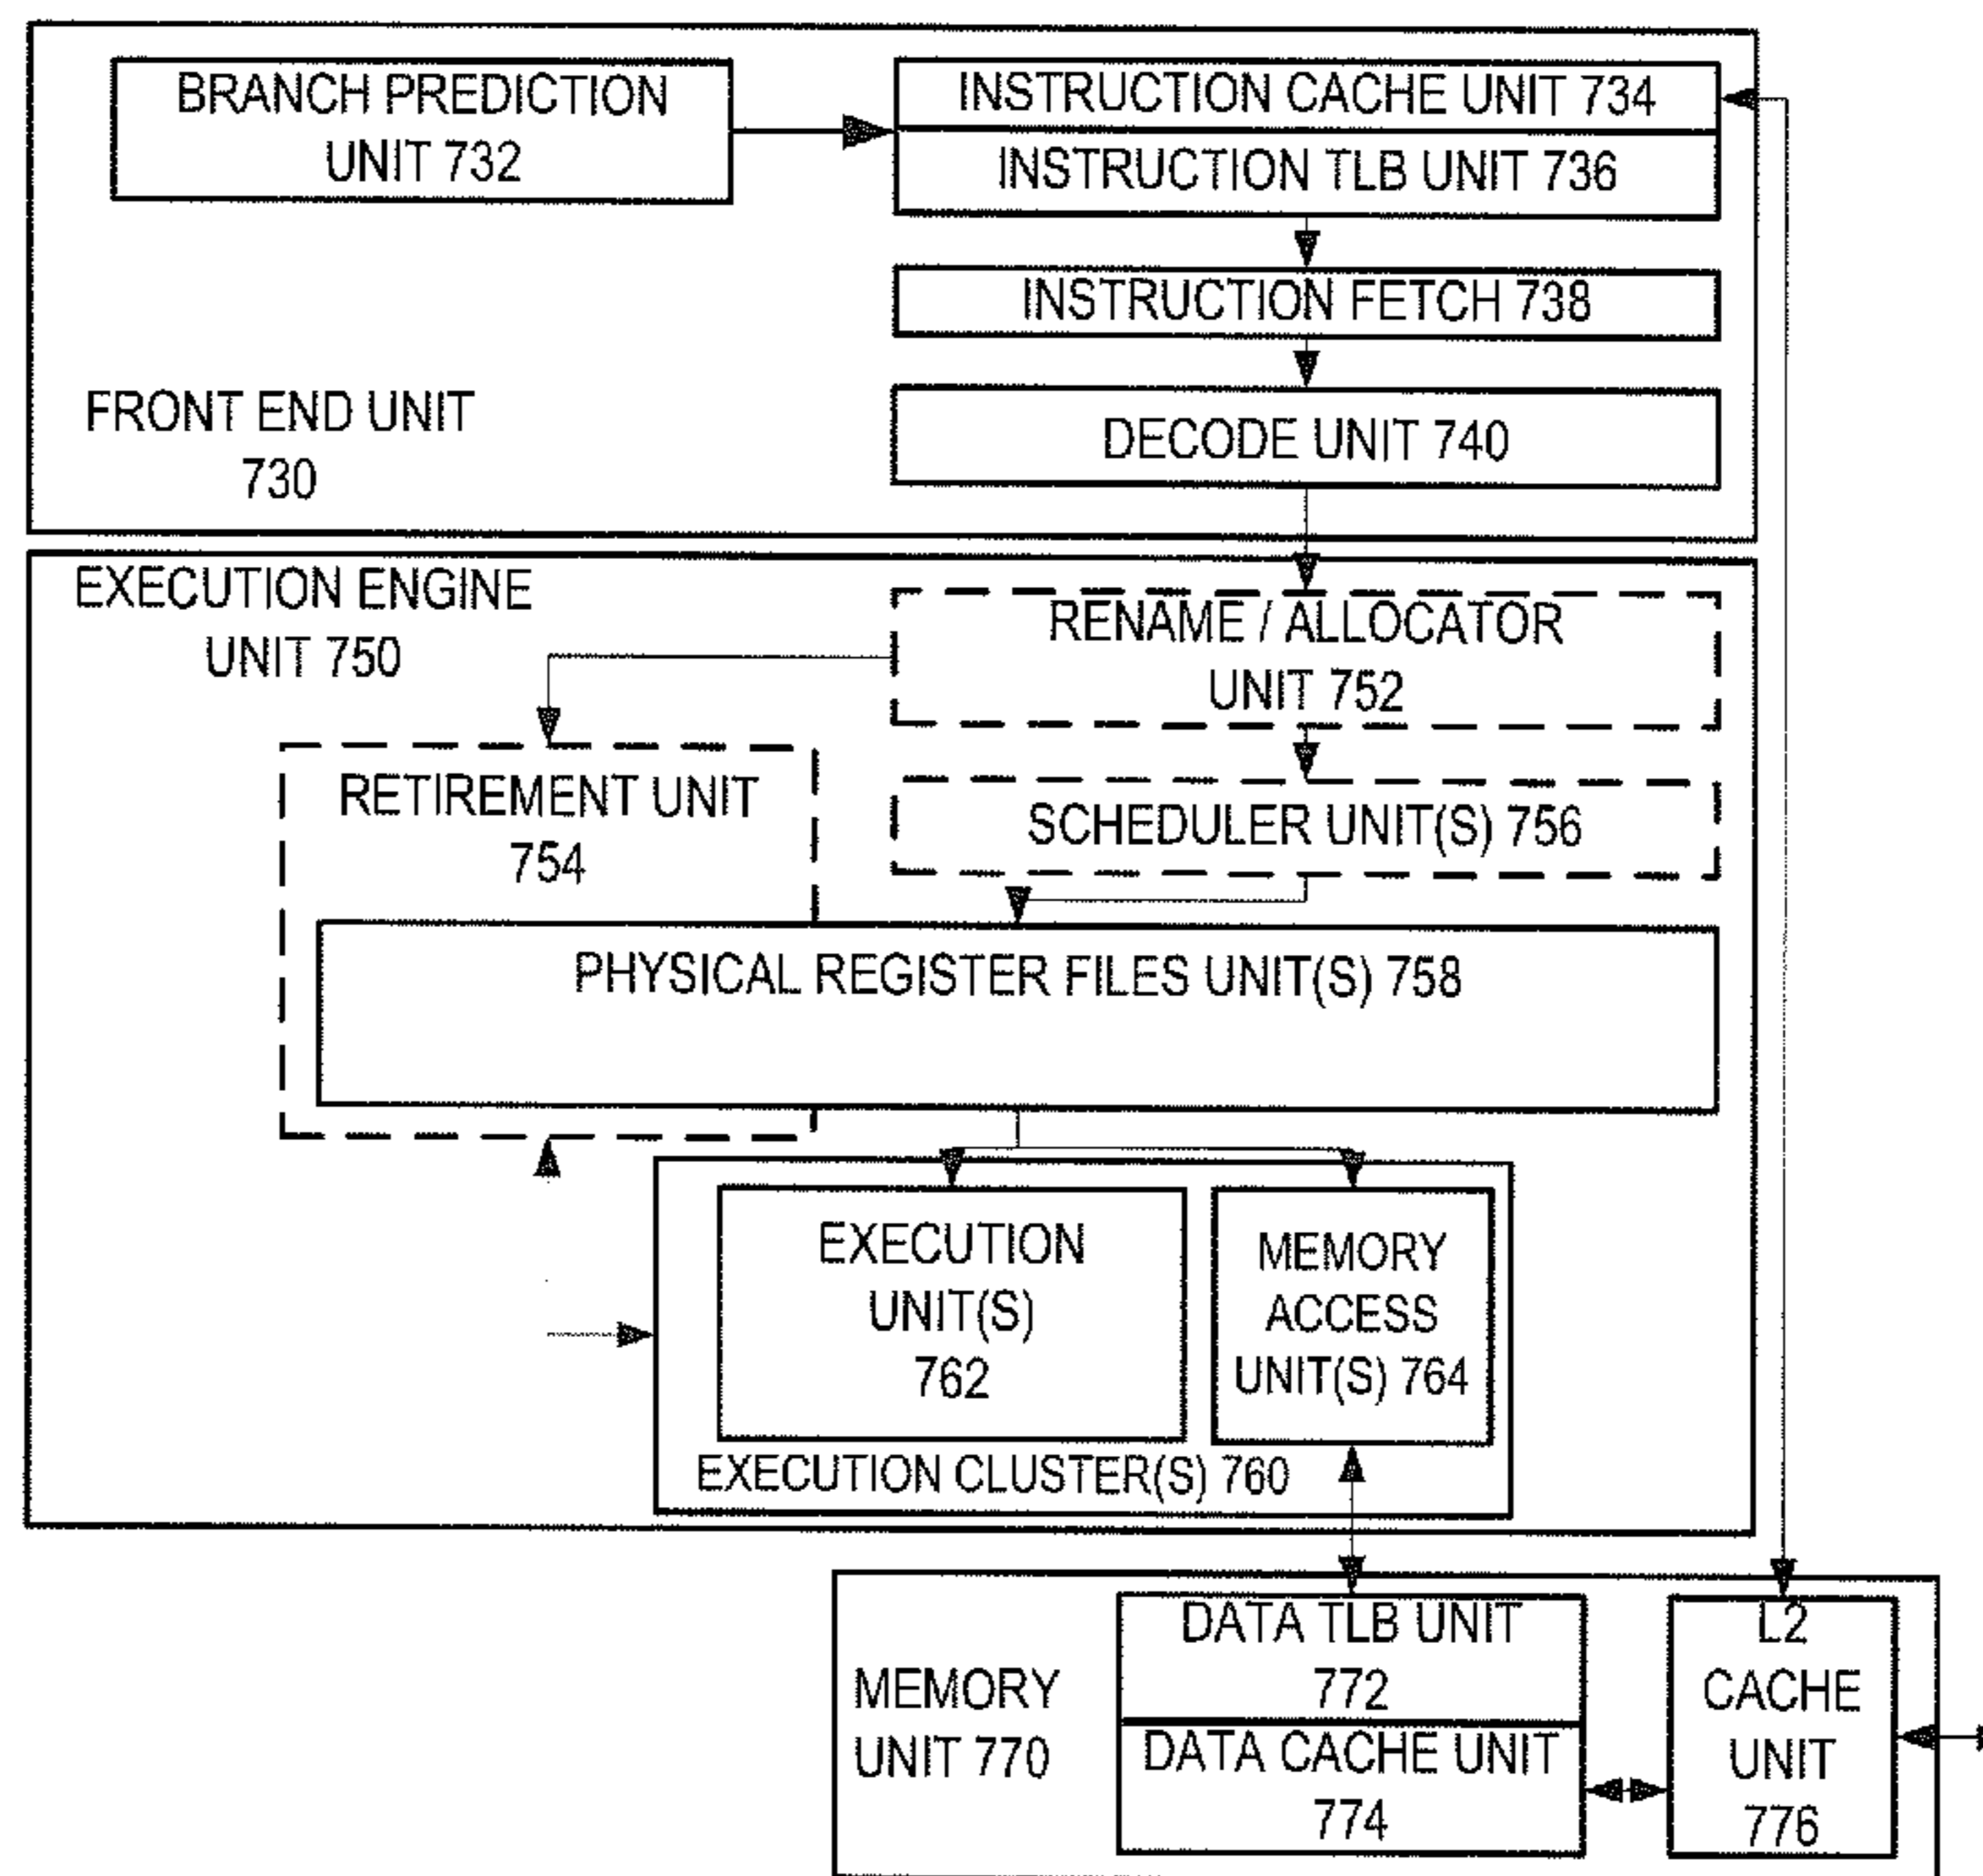 BRANCH PREDICTION
UNIT 732
INSTRUCTION CACHE UNIT 734
INSTRUCTION TLB UNIT 736
INSTRUCTION FETCH 738
FRONT END UNIT
730
DECODE UNIT 740
EXECUTION ENGINE
UNIT 750
RENAME / ALLOCATOR
UNIT 752
RETIREMENT UNIT
754
SCHEDULER UNIT(S) 756
PHYSICAL REGISTER FILES UNIT(S) 758
EXECUTION
UNIT(S)
762
MEMORY
ACCESS
UNIT(S) 764
EXECUTION CLUSTER(S) 760
MEMORY
UNIT 770
DATA TLB UNIT
772
DATA CACHE UNIT
774
L2
CACHE
UNIT
776